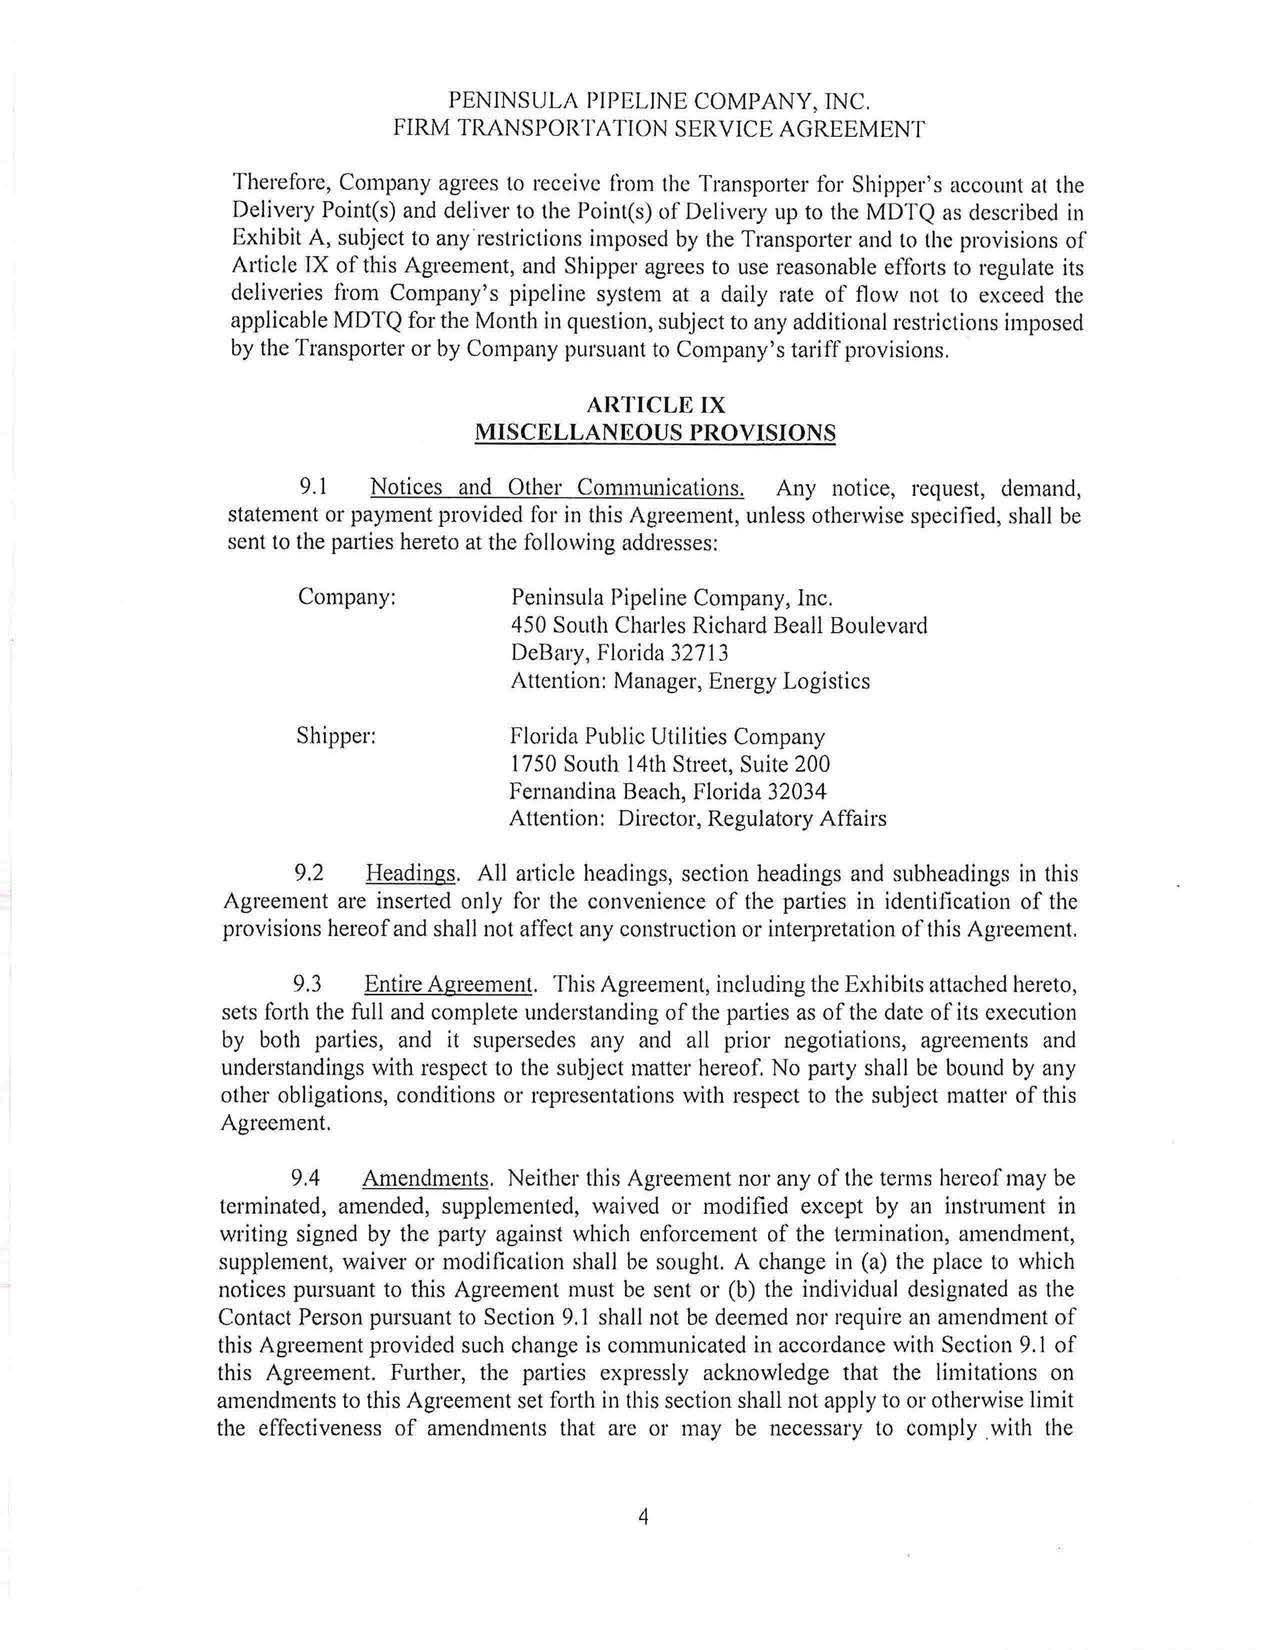 PENINSULA PIPELINE COMPANY, INC.
FIRM TRANSPORTATION SERVICE AGREEMENT
Therefore, Company agrees to receive from the Transporter for Shipper's account at the
Delivery Point(s) and deliver to the Point(s) of Delivery up to the MDTQ as described in
Exhibit A, subject to any restrictions imposed by the Transporter and to the provisions of
Article IX of this Agreement, and Shipper agrees to use reasonable efforts to regulate its
deliveries from Company's pipeline system at a daily rate of flow not to exceed the
applicable MDTQ for the Month in question, subject to any additional restrictions imposed
by the Transporter or by Company pursuant to Company's tariff provisions.
ARTICLE IX
MISCELLANEOUS PROVISIONS
9.1 Notices and Other Communications. Any notice, request, demand,
statement or payment provided for in this Agreement, unless otherwise specified, shall be
sent to the parties hereto at the following addresses:
Company: Peninsula Pipeline Company, Inc.
450 South Charles Richard Beall Boulevard
DeBary, Florida 32713
Attention: Manager, Energy Logistics
Shipper: Florida Public Utilities Company
1750 South 14th Street, Suite 200
Fernandina Beach, Florida 32034
Attention: Director, Regulatory Affairs
9.2 Headings. All article headings, section headings and subheadings in this
Agreement are inserted only for the convenience of the parties in identification of the
provisions hereof and shall not affect any construction or interpretation of this Agreement.
9.3 Entire Agreement. This Agreement, including the Exhibits attached hereto,
sets forth the full and complete understanding of the parties as of the date of its execution
by both parties, and it supersedes any and all prior negotiations, agreements and
understandings with respect to the subject matter hereof. No party shall be bound by any
other obligations, conditions or representations with respect to the subject matter of this
Agreement.
9.4 Amendments. Neither this Agreement nor any of the terms hereof may be
terminated, amended, supplemented, waived or modified except by an instrument in
writing signed by the party against which enforcement of the termination, amendment,
supplement, waiver or modification shall be sought. A change in (a) the place to which
notices pursuant to this Agreement must be sent or (b) the individual designated as the
Contact Person pursuant to Section 9.1 shall not be deemed nor require an amendment of
this Agreement provided such change is communicated in accordance with Section 9.1 of
this Agreement. Further, the parties expressly acknowledge that the limitations on
amendments to this Agreement set forth in this section shall not apply to or otherwise limit
the effectiveness of amendments that are or may be necessary to comply with the
4